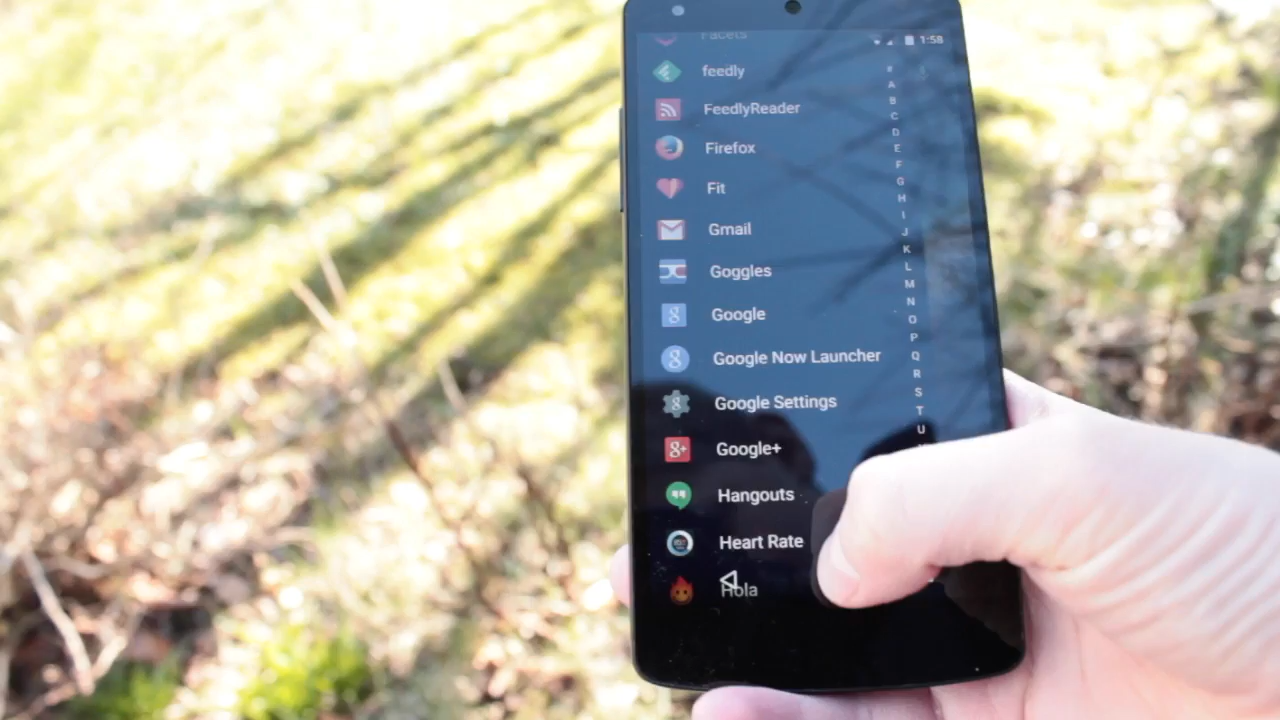 Facets
1:58
feedly
FeedlyReader
Firefox
Fit
Gmail
Goggles
Google
Google Now Launcher
Google Settings
Google+
Hangouts
Heart Rate
Hola
#
A
B
C
D
E
F
G
H
I
J
K
L
M
N
O
P
Q
R
S
T
U